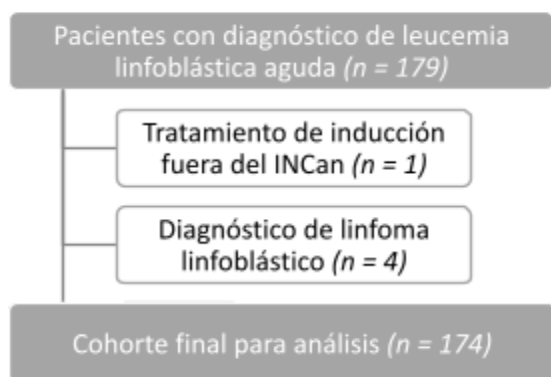 Pacientes con diagnóstico de leucemia
linfoblástica aguda (n = 179)
Tratamiento de inducción
fuera del INCan (n = 1)
Diagnóstico de linfoma
linfoblástico (n = 4)
Cohorte final para análisis (n = 174)